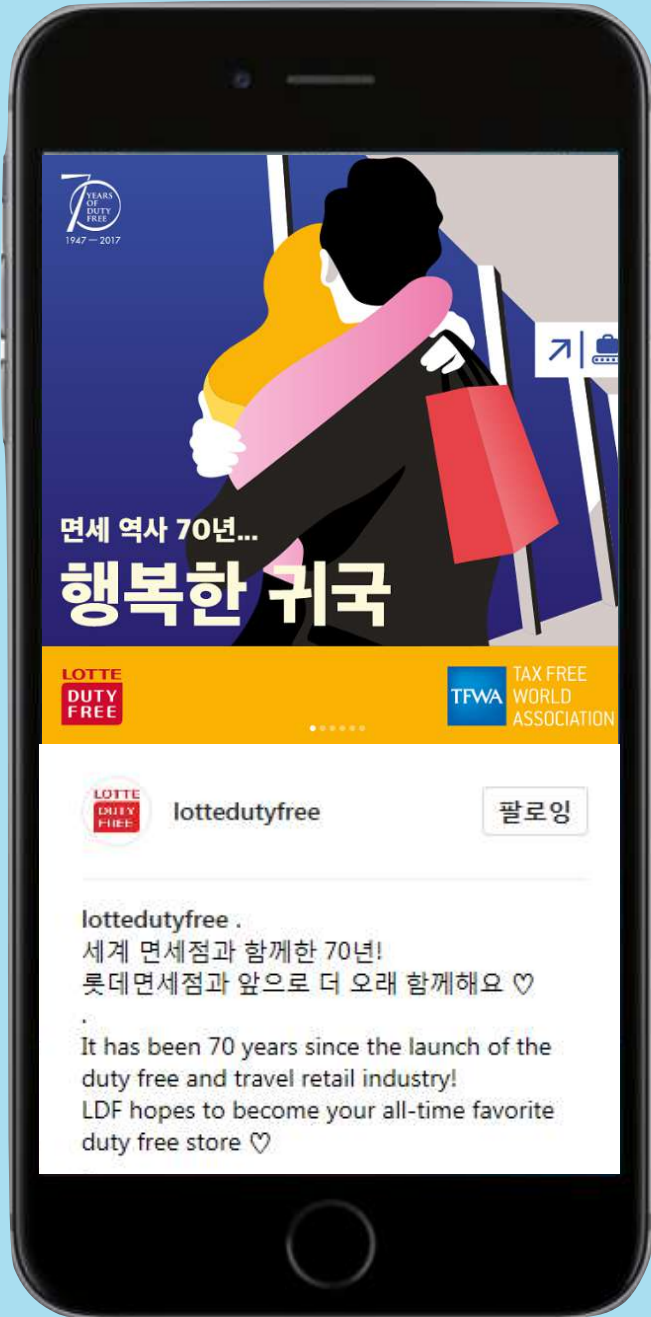 70
YEARS
OF
DUTY
FREE
1947 — 2017
면세 역사 70년...
행복한 귀국
LOTTE
DUTY
FREE
TFWA
TAX FREE
WORLD
ASSOCIATION
LOTTE
DUTY
FREE
lottedutyfree
팔로잉
lottedutyfree .
세계 면세점과 함께한 70년!
롯데면세점과 앞으로 더 오래 함께해요 ♡
.
It has been 70 years since the launch of the
duty free and travel retail industry!
LDF hopes to become your all-time favorite
duty free store ♡